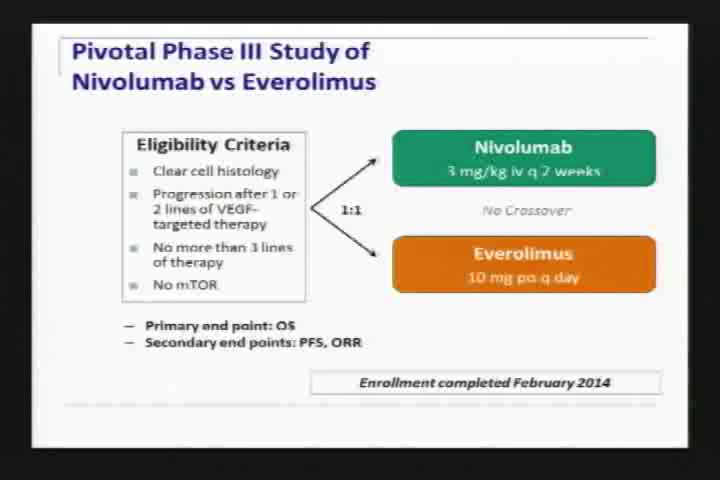 Pivotal Phase III Study of
Nivolumab vs Everolimus
Eligibility Criteria
Clear cell histology
Progression after 1 or
2 lines of VEGF-
targeted therapy
No more than 3 lines
of therapy
No mTOR
1:1
Nivolumab
3 mg/kg iv q 2 weeks
No Crossover
Everolimus
10 mg po q day
– Primary end point: OS
– Secondary end points: PFS, ORR
Enrollment completed February 2014